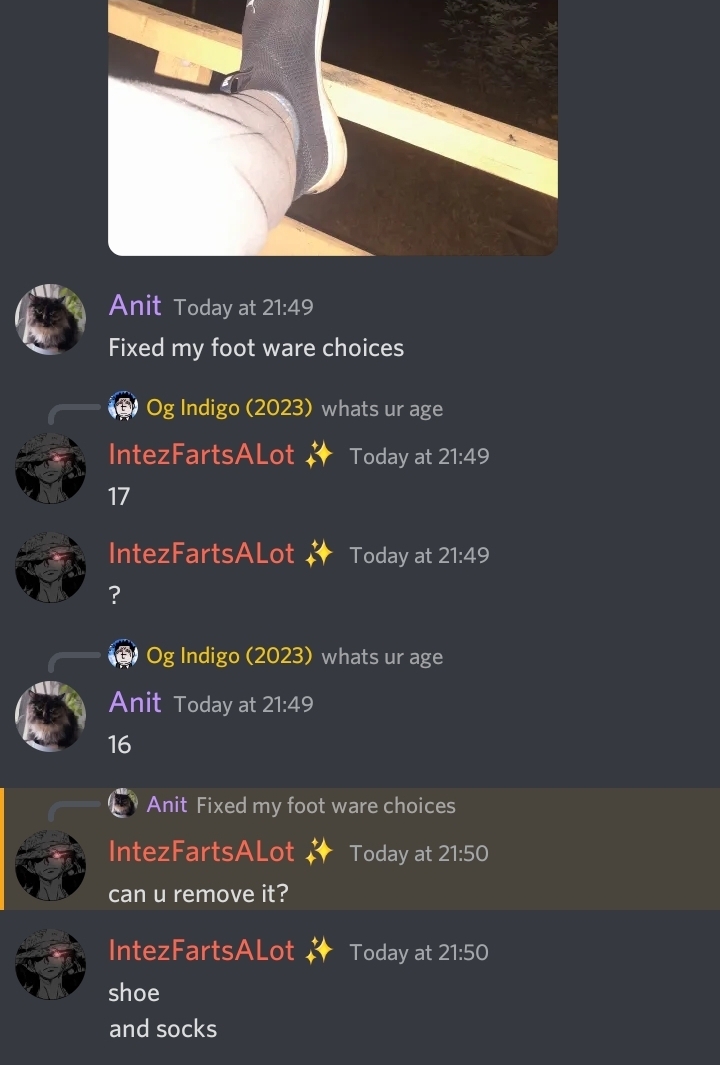 Anit Today at 21:49
Fixed my foot ware choices
Og Indigo (2023) whats ur age
IntezFartsALot ✨ Today at 21:49
17
IntezFartsALot ✨ Today at 21:49
?
Og Indigo (2023) whats ur age
Anit Today at 21:49
16
Anit Fixed my foot ware choices
IntezFartsALot ✨ Today at 21:50
can u remove it?
IntezFartsALot ✨ Today at 21:50
shoe
and socks